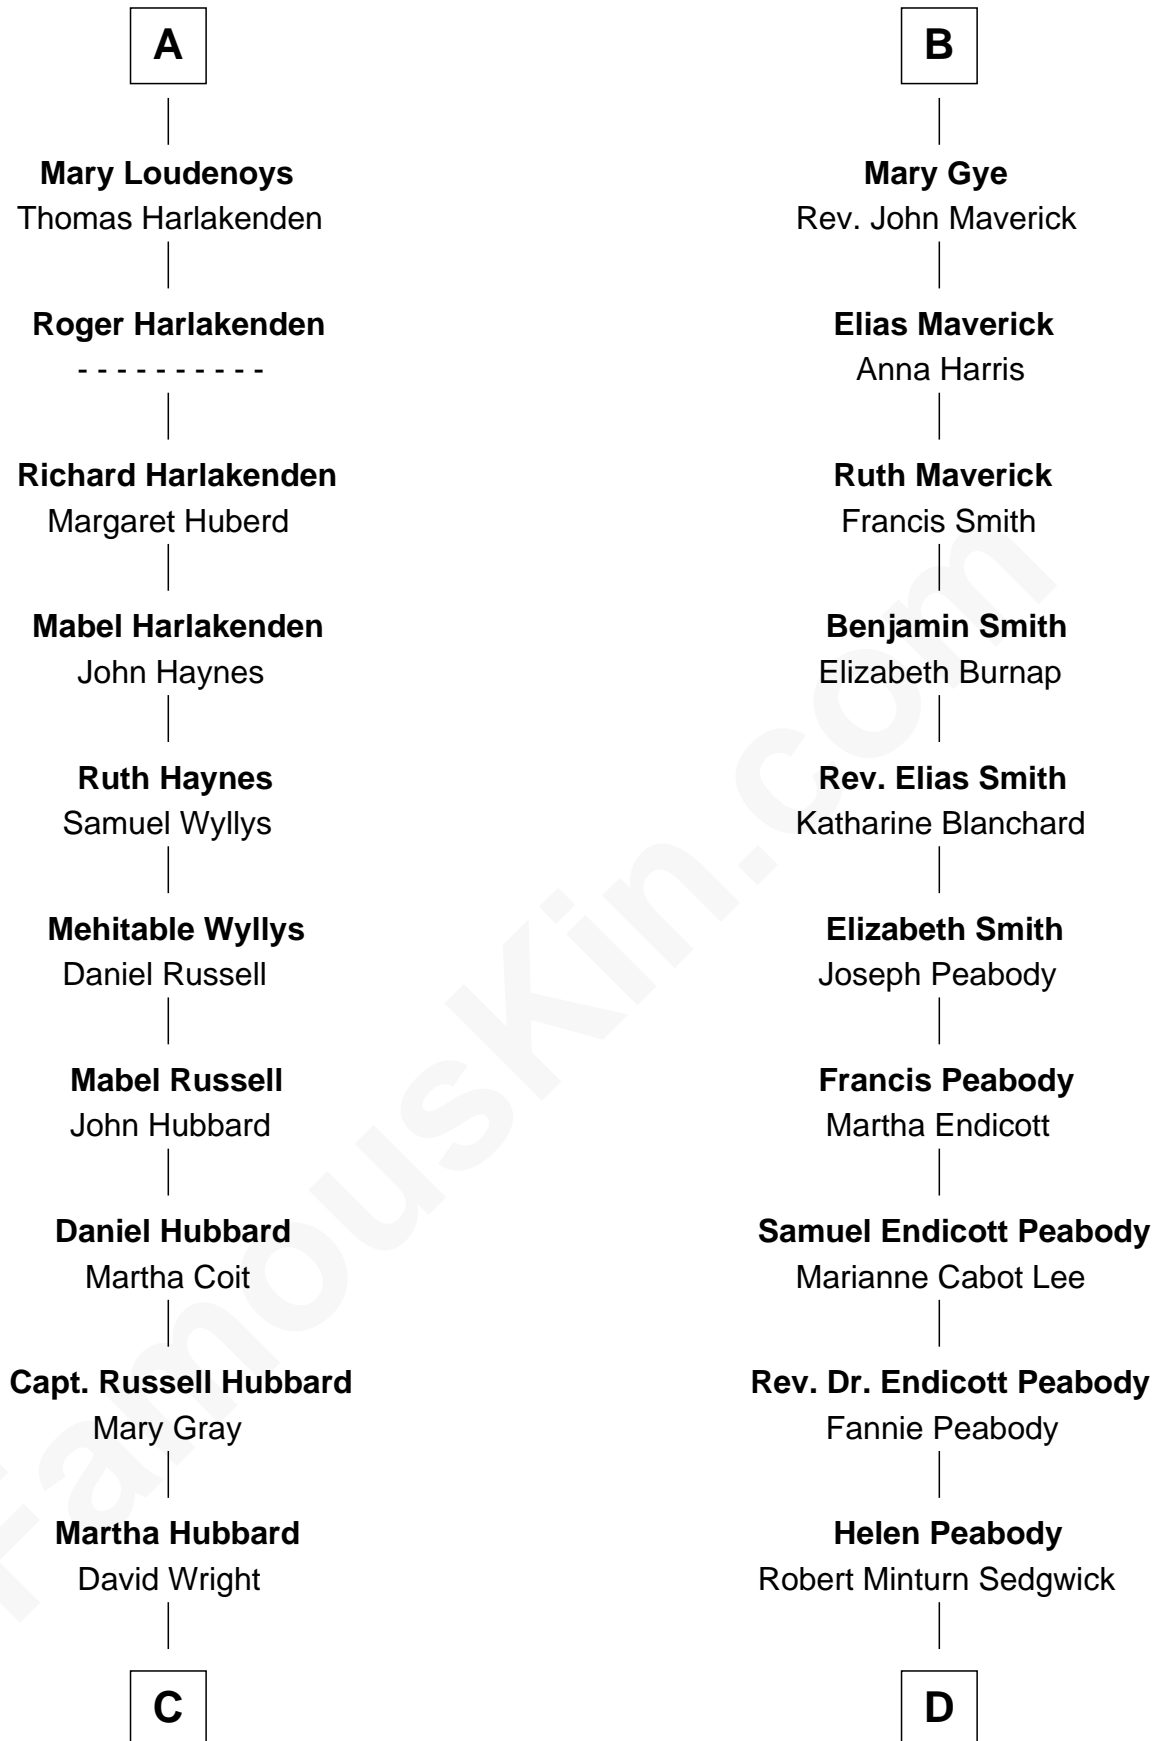 A
Mary Loudenoys
Thomas Harlakenden
Roger Harlakenden
- - - - - - - - - -
Richard Harlakenden
Margaret Huberd
Mabel Harlakenden
John Haynes
Ruth Haynes
Samuel Wyllys
Mehitable Wyllys
Daniel Russell
Mabel Russell
John Hubbard
Daniel Hubbard
Martha Coit
Capt. Russell Hubbard
Mary Gray
Martha Hubbard
David Wright
C
B
Mary Gye
Rev. John Maverick
Elias Maverick
Anna Harris
Ruth Maverick
Francis Smith
Benjamin Smith
Elizabeth Burnap
Rev. Elias Smith
Katharine Blanchard
Elizabeth Smith
Joseph Peabody
Francis Peabody
Martha Endicott
Samuel Endicott Peabody
Marianne Cabot Lee
Rev. Dr. Endicott Peabody
Fannie Peabody
Helen Peabody
Robert Minturn Sedgwick
D
FamousKin.com